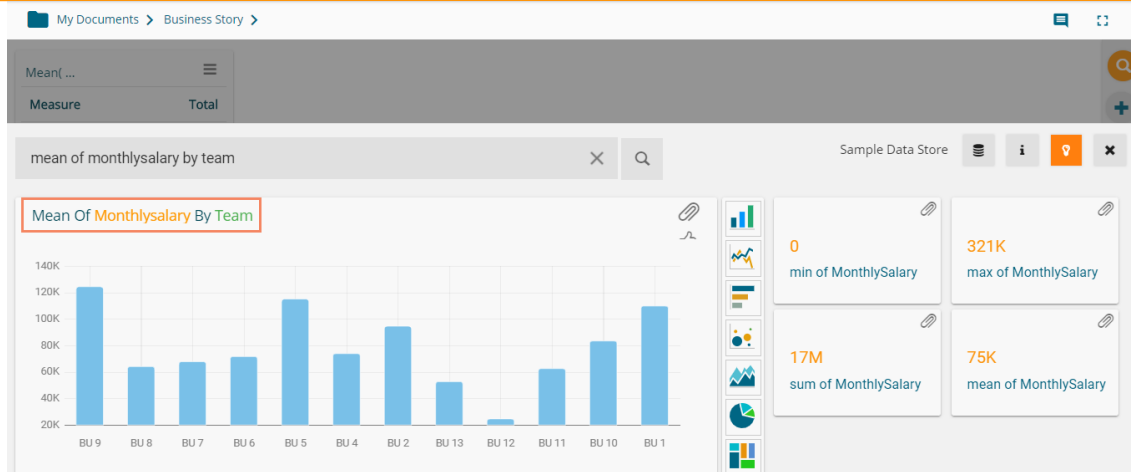 My Documents > Business Story >
Mean( ...
Measure Total
mean of monthlysalary by team
Sample Data Store
i
Mean Of Monthlysalary By Team
140K
120K
100K
80K
60K
40K
20K
BU 9 BU 8 BU 7 BU 6 BU 5 BU 4 BU 2 BU 13 BU 12 BU 11 BU 10 BU 1
0
min of MonthlySalary
321K
max of MonthlySalary
17M
sum of MonthlySalary
75K
mean of MonthlySalary